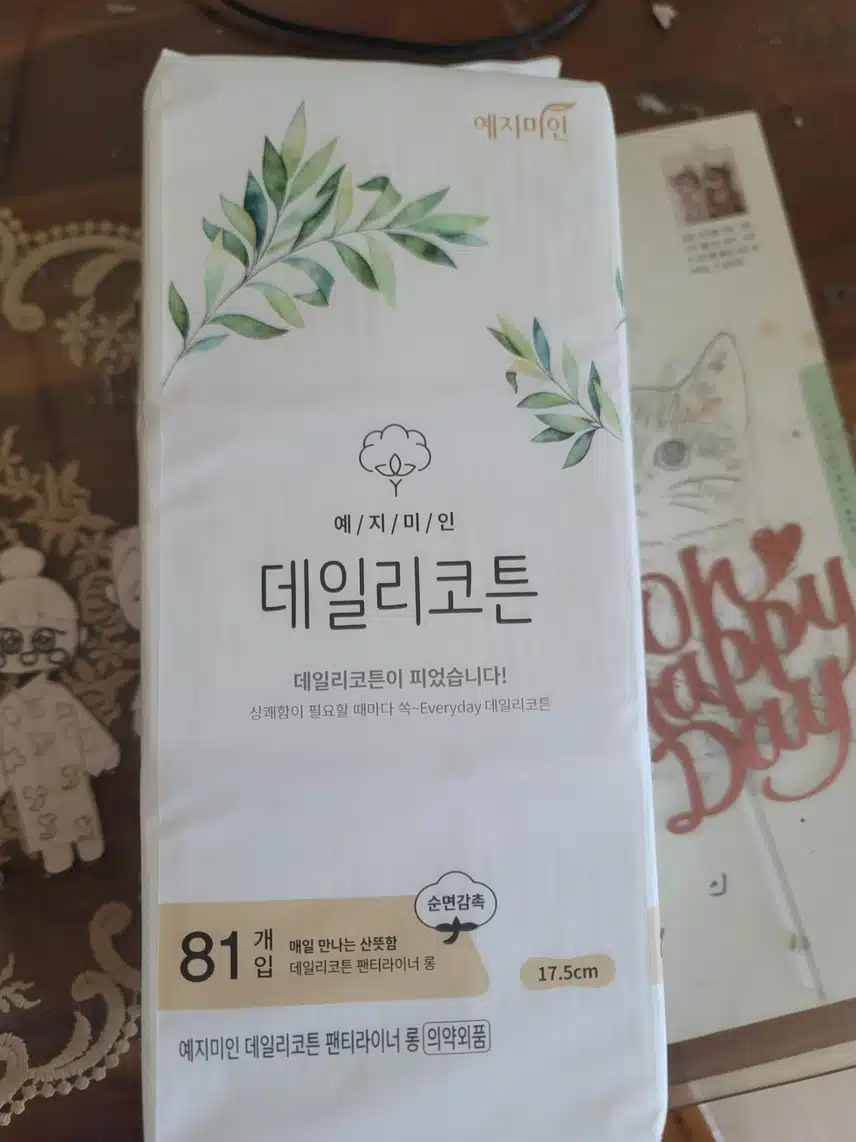 예지미인
예/지/미/인
데일리코튼
데일리코튼이 피었습니다!
상쾌함이 필요할 때마다 쏙~Everyday 데일리코튼
순면감촉
81개입
매일 만나는 산뜻함
데일리코튼 팬티라이너 롱
17.5cm
예지미인 데일리코튼 팬티라이너 롱 의약외품
oh
happy
Day